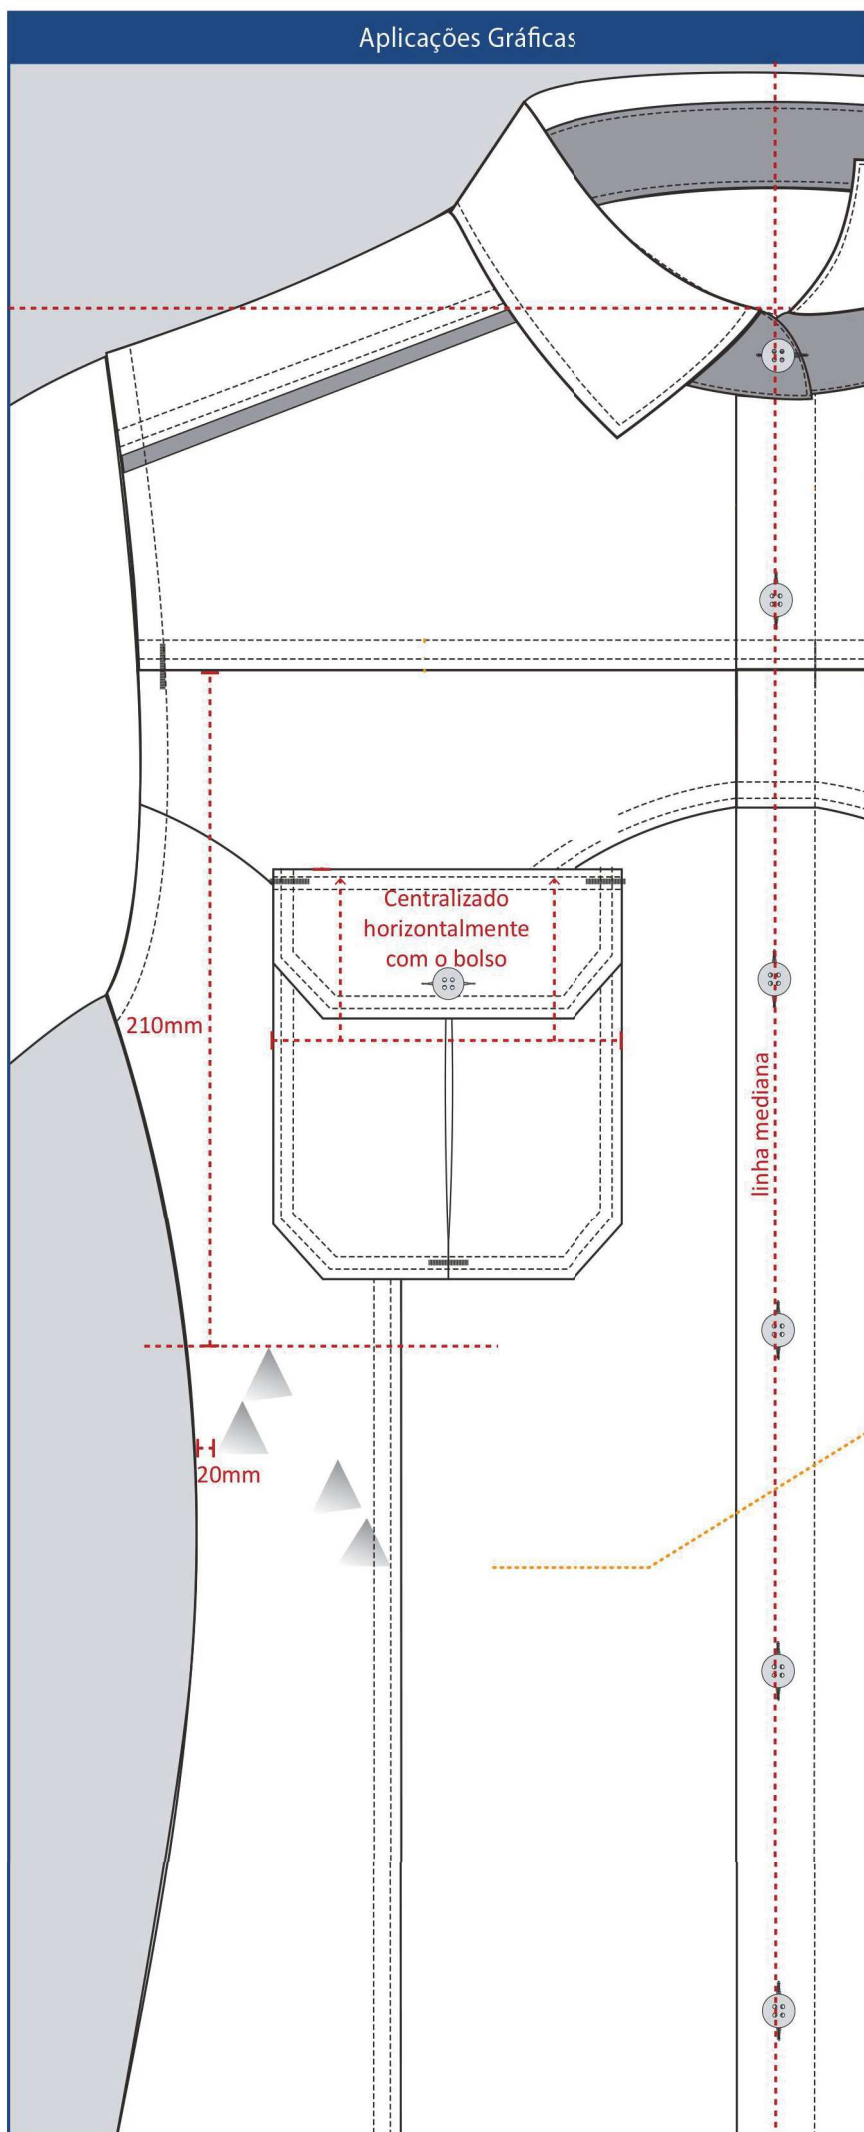 Aplicações Gráficas
Centralizado
horizontalmente
com o bolso
210mm
linha mediana
20mm